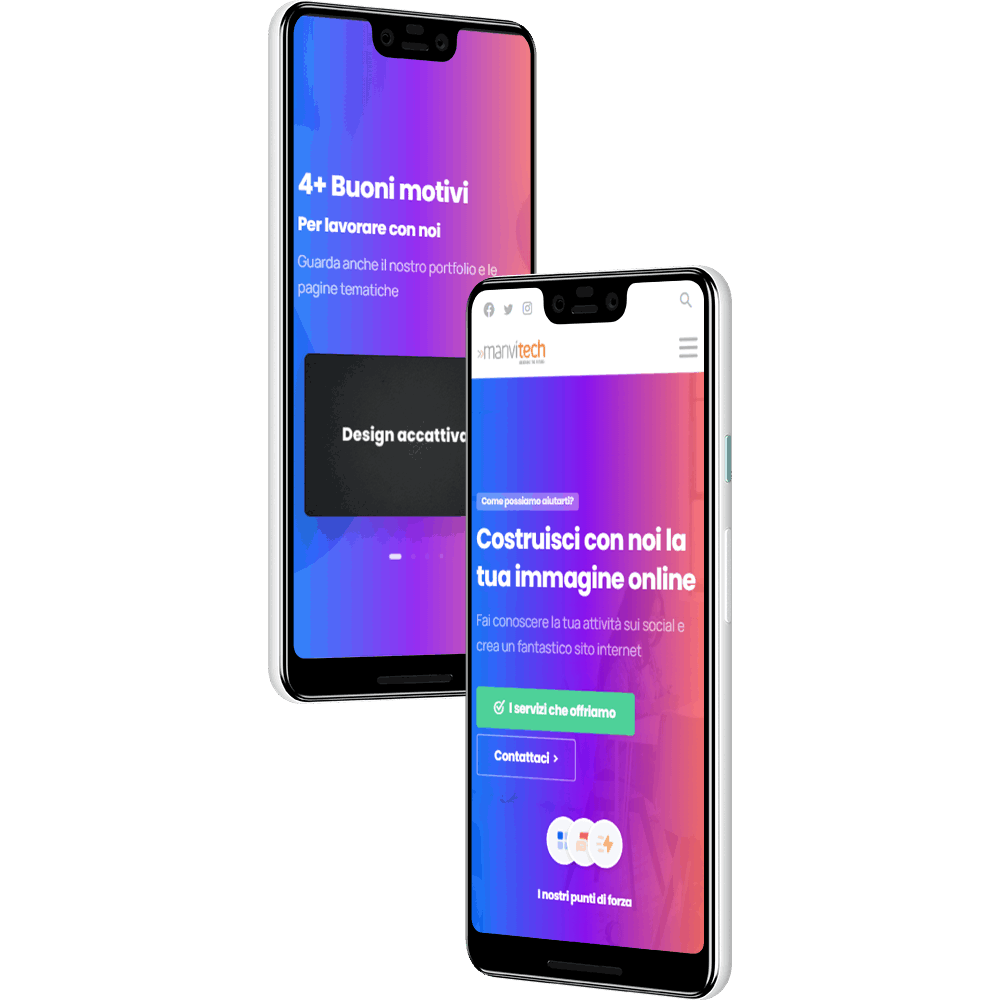 4+ Buoni motivi
Per lavorare con noi
Guarda anche il nostro portfolio e le
pagine tematiche
Design accattiva
manvitech
Come possiamo aiutarti?
Costruisci con noi la
tua immagine online
Fai conoscere la tua attività sui social e
crea un fantastico sito internet
I servizi che offriamo
Contattaci >
I nostri punti di forza